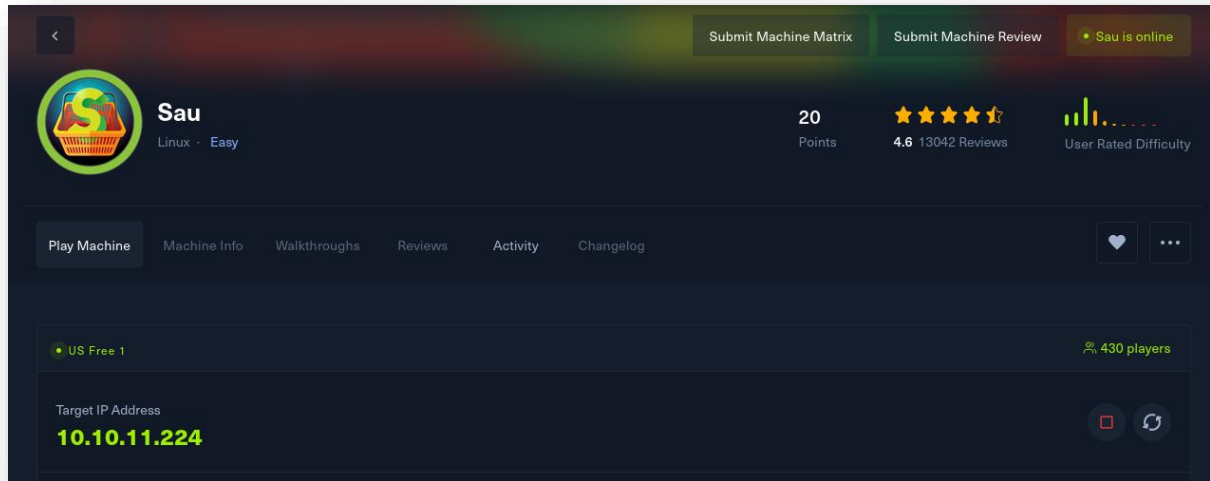 Submit Machine Matrix Submit Machine Review Sau is online
Sau
Linux · Easy
20
Points
4.6 13042 Reviews
User Rated Difficulty
Play Machine Machine Info Walkthroughs Reviews Activity Changelog
US Free 1
430 players
Target IP Address
10.10.11.224